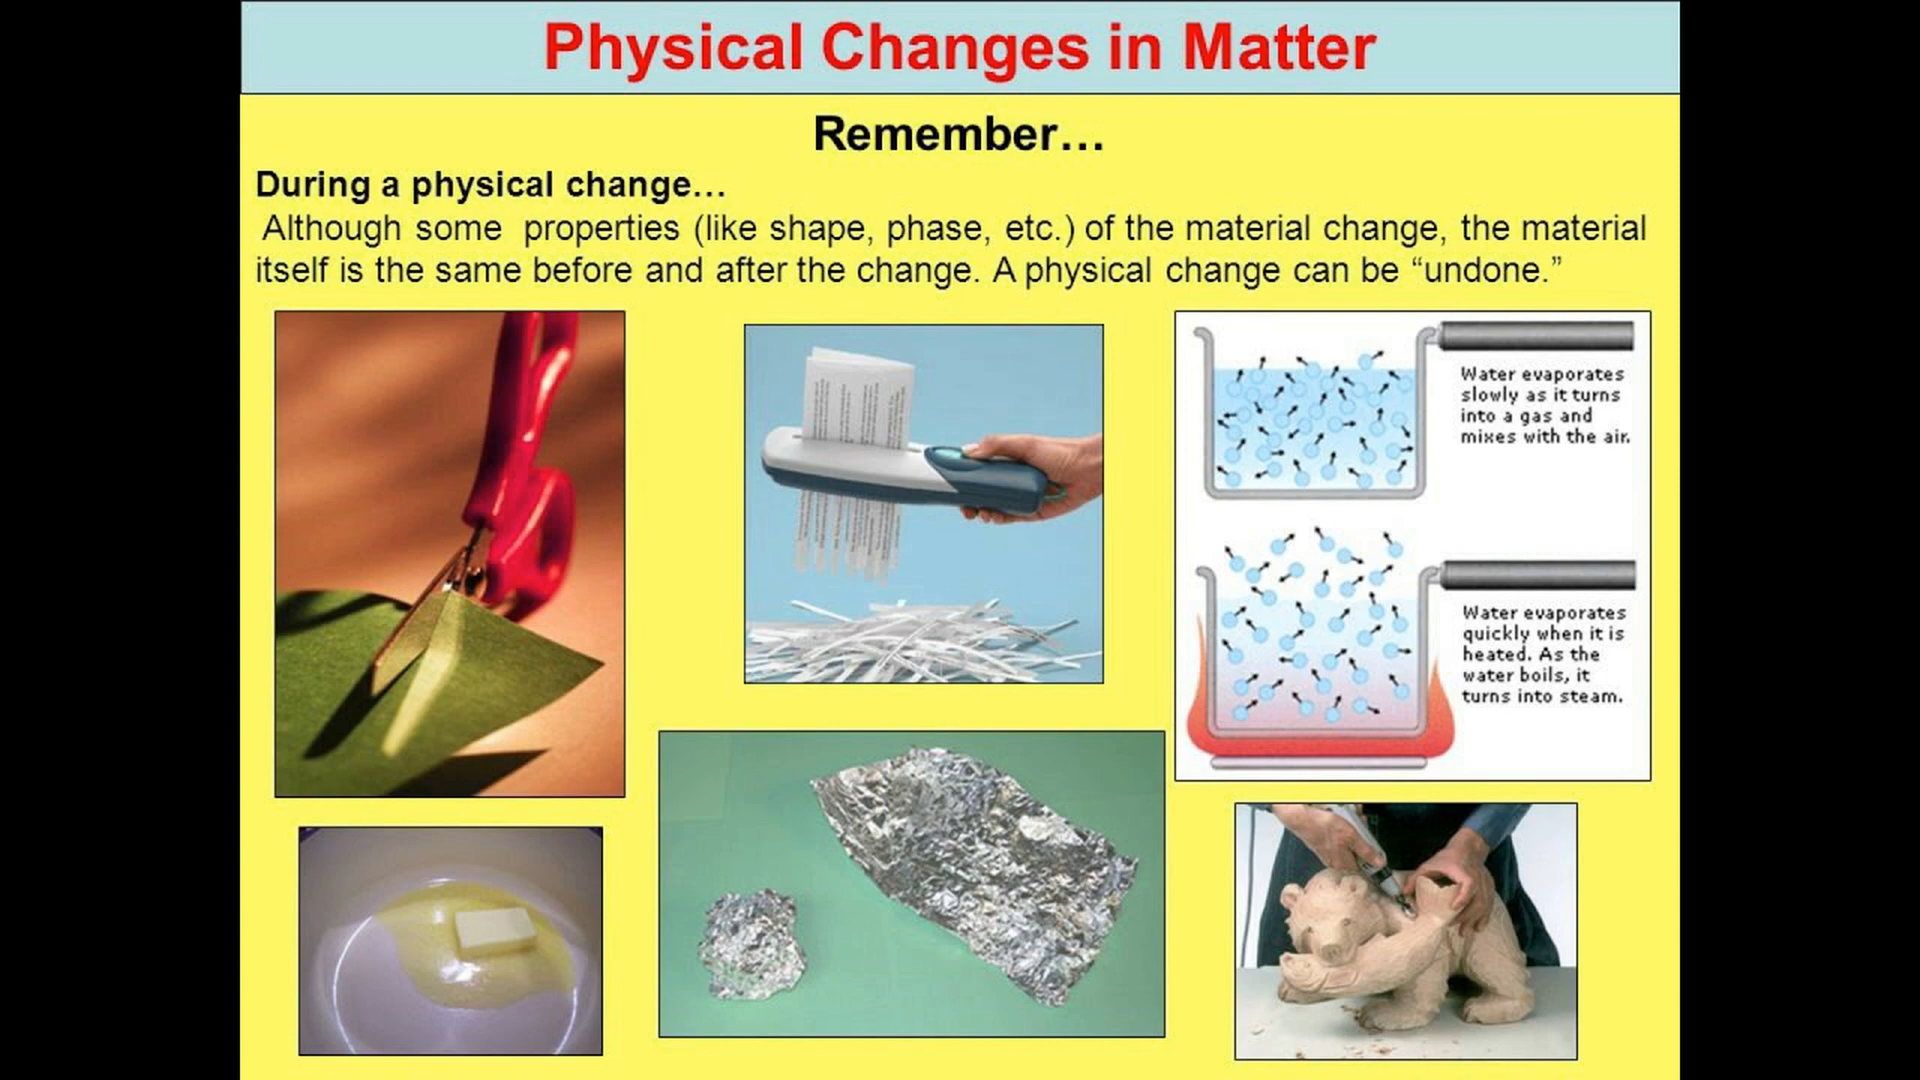 Physical Changes in Matter
Remember…
During a physical change…
Although some properties (like shape, phase, etc.) of the material change, the material
itself is the same before and after the change. A physical change can be “undone.”
Water evaporates
slowly as it turns
into a gas and
mixes with the air.
Water evaporates
quickly when it is
heated. As the
water boils, it
turns into steam.